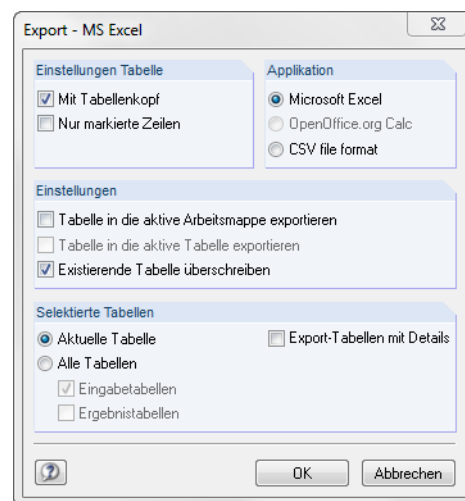 Export - MS Excel
Einstellungen Tabelle
Mit Tabellenkopf
Nur markierte Zeilen
Applikation
Microsoft Excel
OpenOffice.org Calc
CSV file format
Einstellungen
Tabelle in die aktive Arbeitsmappe exportieren
Tabelle in die aktive Tabelle exportieren
Existierende Tabelle überschreiben
Selektierte Tabellen
Aktuelle Tabelle
Export-Tabellen mit Details
Alle Tabellen
Eingabetabellen
Ergebnistabellen
OK
Abbrechen